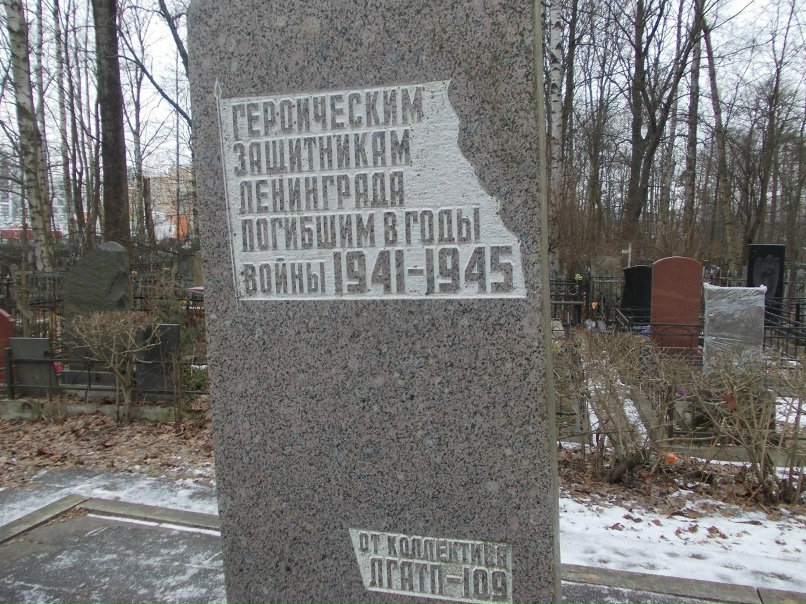 ГЕРОИЧЕСКИМ
ЗАЩИТНИКАМ
ЛЕНИНГРАДА
ПОГИБШИМ В ГОДЫ
ВОЙНЫ 1941-1945
ОТ КОЛЛЕКТИВА
ЛГАТП-109